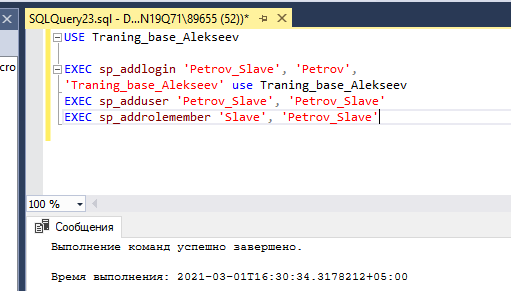 SQLQuery23.sql - D...N19Q71\89655 (52))*
USE Traning_base_Alekseev
cro
EXEC sp_addlogin 'Petrov_Slave', 'Petrov',
'Traning_base_Alekseev' use Traning_base_Alekseev
EXEC sp_adduser 'Petrov_Slave', 'Petrov_Slave'
EXEC sp_addrolemember 'Slave', 'Petrov_Slave'
100 %
Сообщения
Выполнение команд успешно завершено.
Время выполнения: 2021-03-01T16:30:34.3178212+05:00